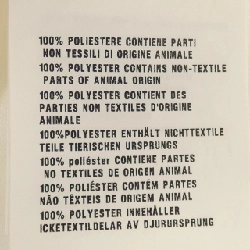 100% POLIESTERE CONTIENE PARTI
NON TESSILI DI ORIGINE ANIMALE
100% POLYESTER CONTAINS NON-TEXTILE
PARTS OF ANIMAL ORIGIN
100% POLYESTER CONTIENT DES
PARTIES NON TEXTILES D'ORIGINE
ANIMALE
100%POLYESTER ENTHÄLT NICHTTEXTILE
TEILE TIERISCHEN URSPRUNGS
100% poliéster CONTIENE PARTES
NO TEXTILES DE ORIGEN ANIMAL
100% POLIÉSTER CONTÉM PARTES
NÃO TÊXTEIS DE ORIGEM ANIMAL
100% POLYESTER INNEHÅLLER
ICKETEXTILDELAR AV DJURURSPRUNG